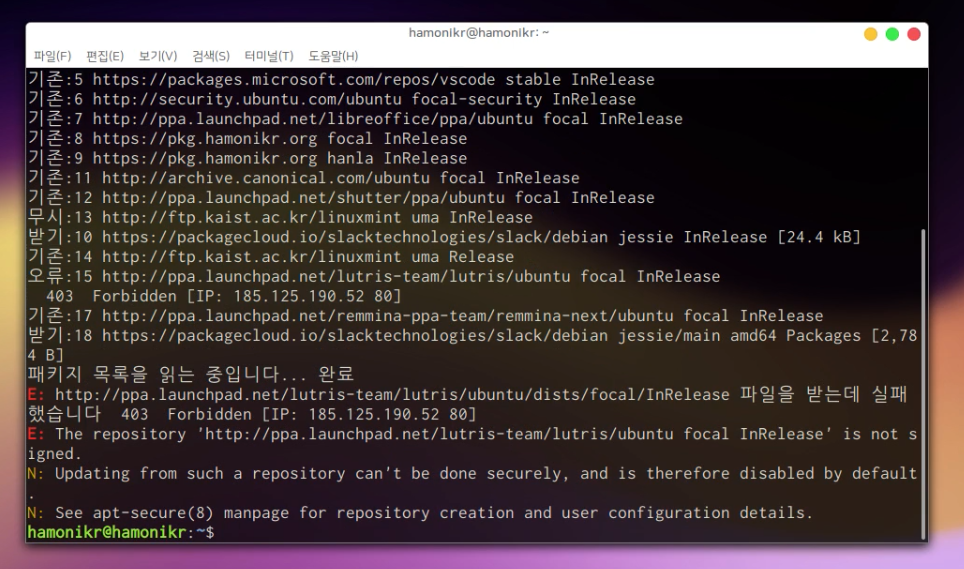 hamonikr@hamonikr: ~
파일(F) 편집(E) 보기(V) 검색(S) 터미널(T) 도움말(H)
기존:5 https://packages.microsoft.com/repos/vscode stable InRelease
기존:6 http://security.ubuntu.com/ubuntu focal-security InRelease
기존:7 http://ppa.launchpad.net/libreoffice/ppa/ubuntu focal InRelease
기존:8 https://pkg.hamonikr.org focal InRelease
기존:9 https://pkg.hamonikr.org hanla InRelease
기존:11 http://archive.canonical.com/ubuntu focal InRelease
기존:12 http://ppa.launchpad.net/shutter/ppa/ubuntu focal InRelease
무시:13 http://ftp.kaist.ac.kr/linuxmint uma InRelease
받기:10 https://packagecloud.io/slacktechnologies/slack/debian jessie InRelease [24.4 kB]
기존:14 http://ftp.kaist.ac.kr/linuxmint uma Release
오류:15 http://ppa.launchpad.net/lutris-team/lutris/ubuntu focal InRelease
  403  Forbidden [IP: 185.125.190.52 80]
기존:17 http://ppa.launchpad.net/remmina-ppa-team/remmina-next/ubuntu focal InRelease
받기:18 https://packagecloud.io/slacktechnologies/slack/debian jessie/main amd64 Packages [2,78
4 B]
패키지 목록을 읽는 중입니다... 완료
E: http://ppa.launchpad.net/lutris-team/lutris/ubuntu/dists/focal/InRelease 파일을 받는데 실패
했습니다  403  Forbidden [IP: 185.125.190.52 80]
E: The repository 'http://ppa.launchpad.net/lutris-team/lutris/ubuntu focal InRelease' is not s
igned.
N: Updating from such a repository can't be done securely, and is therefore disabled by default
.
N: See apt-secure(8) manpage for repository creation and user configuration details.
hamonikr@hamonikr:~$